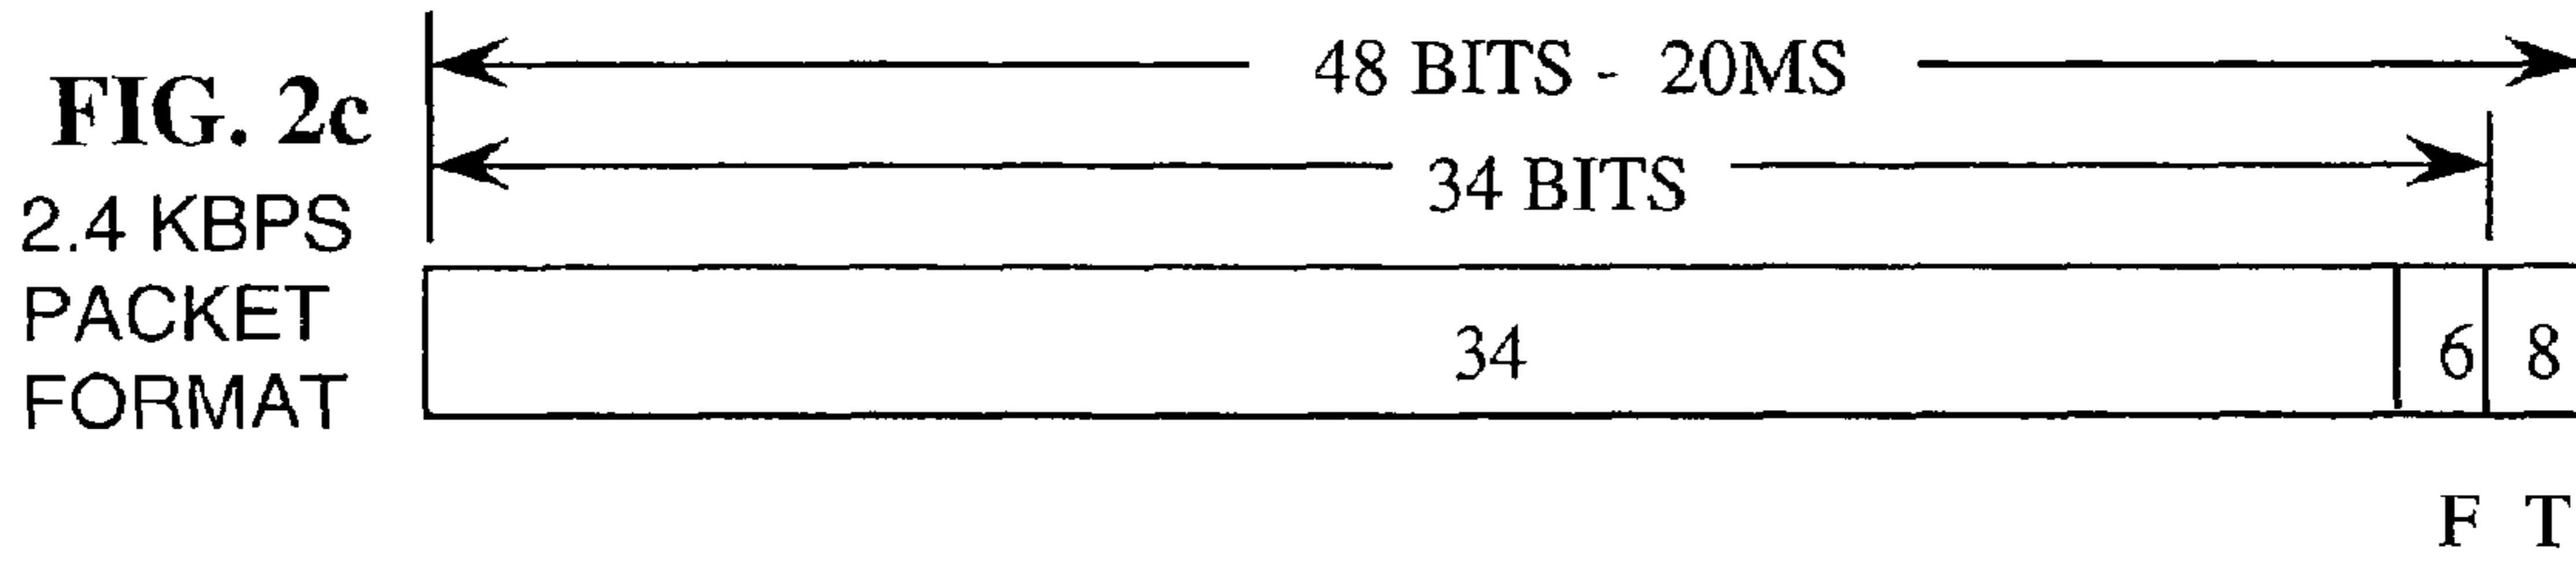 FIG. 2c
2.4 KBPS
PACKET
FORMAT
48 BITS - 20MS
34 BITS
34
6
8
F T